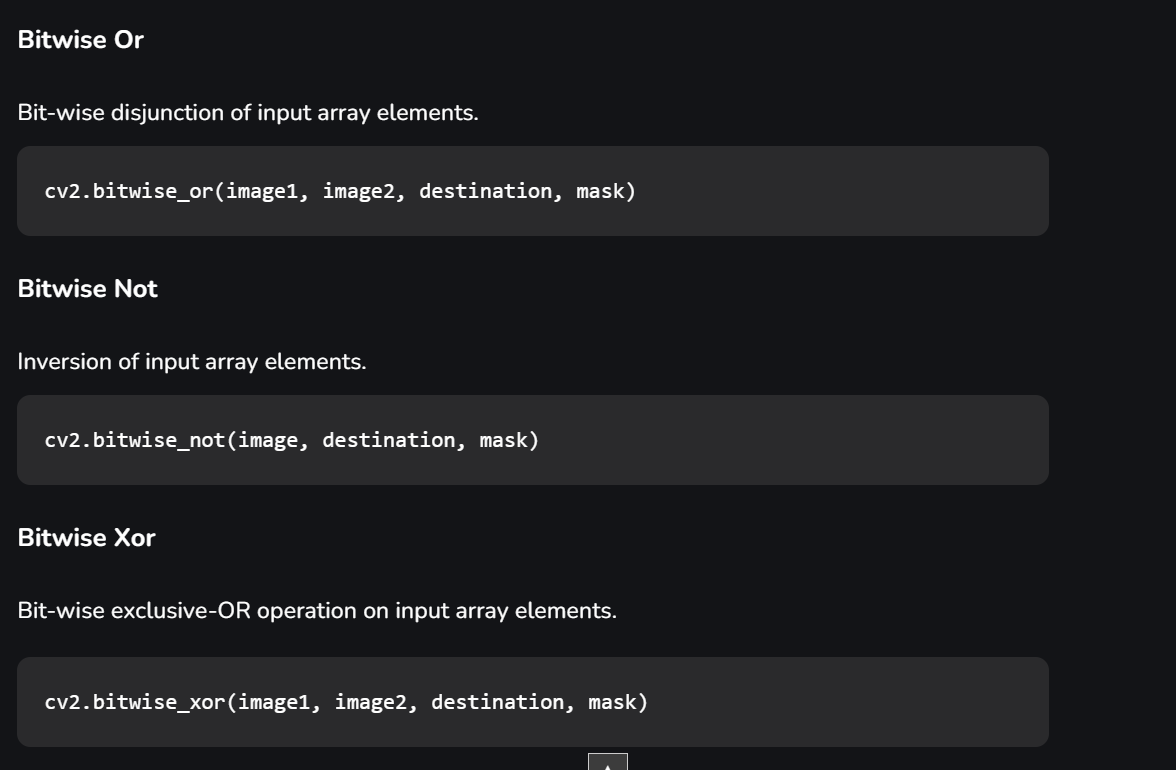 Bitwise Or
Bit-wise disjunction of input array elements.
cv2.bitwise_or(image1, image2, destination, mask)
Bitwise Not
Inversion of input array elements.
cv2.bitwise_not(image, destination, mask)
Bitwise Xor
Bit-wise exclusive-OR operation on input array elements.
cv2.bitwise_xor(image1, image2, destination, mask)